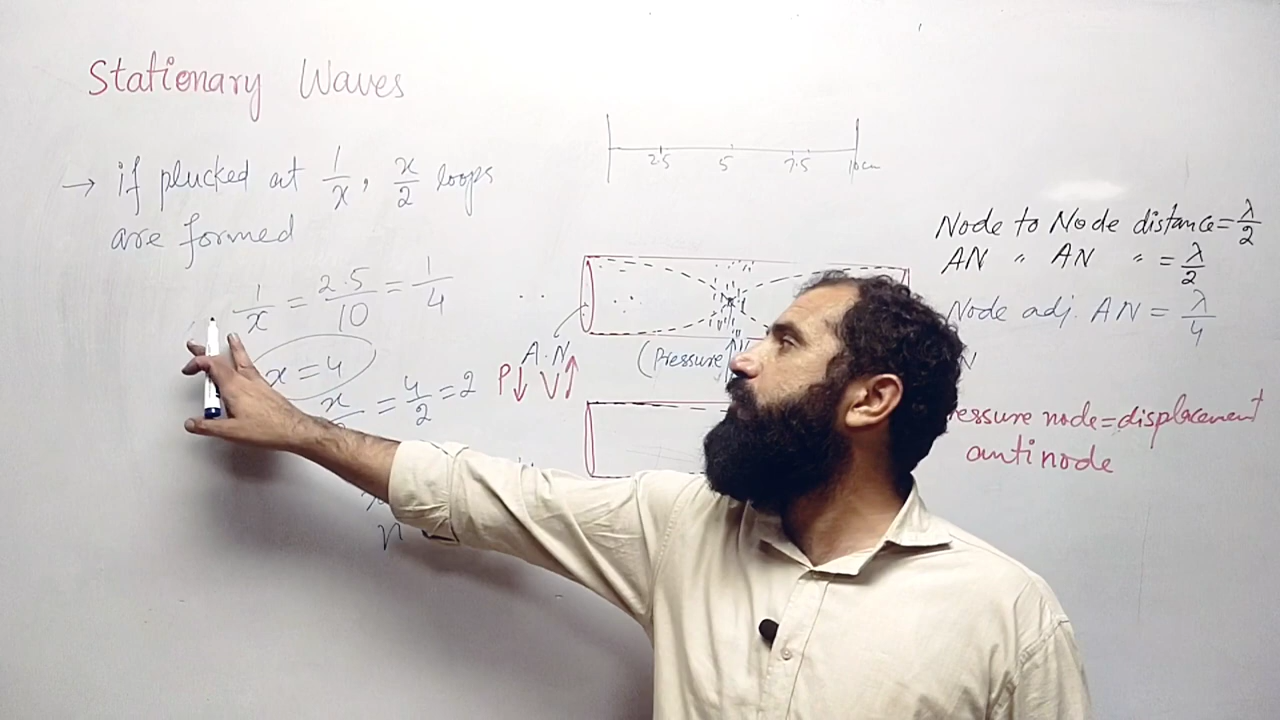 Stationary Waves
→ if plucked at 1/x, x/2 loops
are formed
1/x = 2.5/10 = 1/4
x = 4
x/2 = 4/2 = 2
2.5 5 7.5 10cm
A.N
P↓ V↑
(Pressure
Node to Node distance = λ/2
AN " AN " = λ/2
Node adj. AN = λ/4
N
ressure node = displacement
antinode